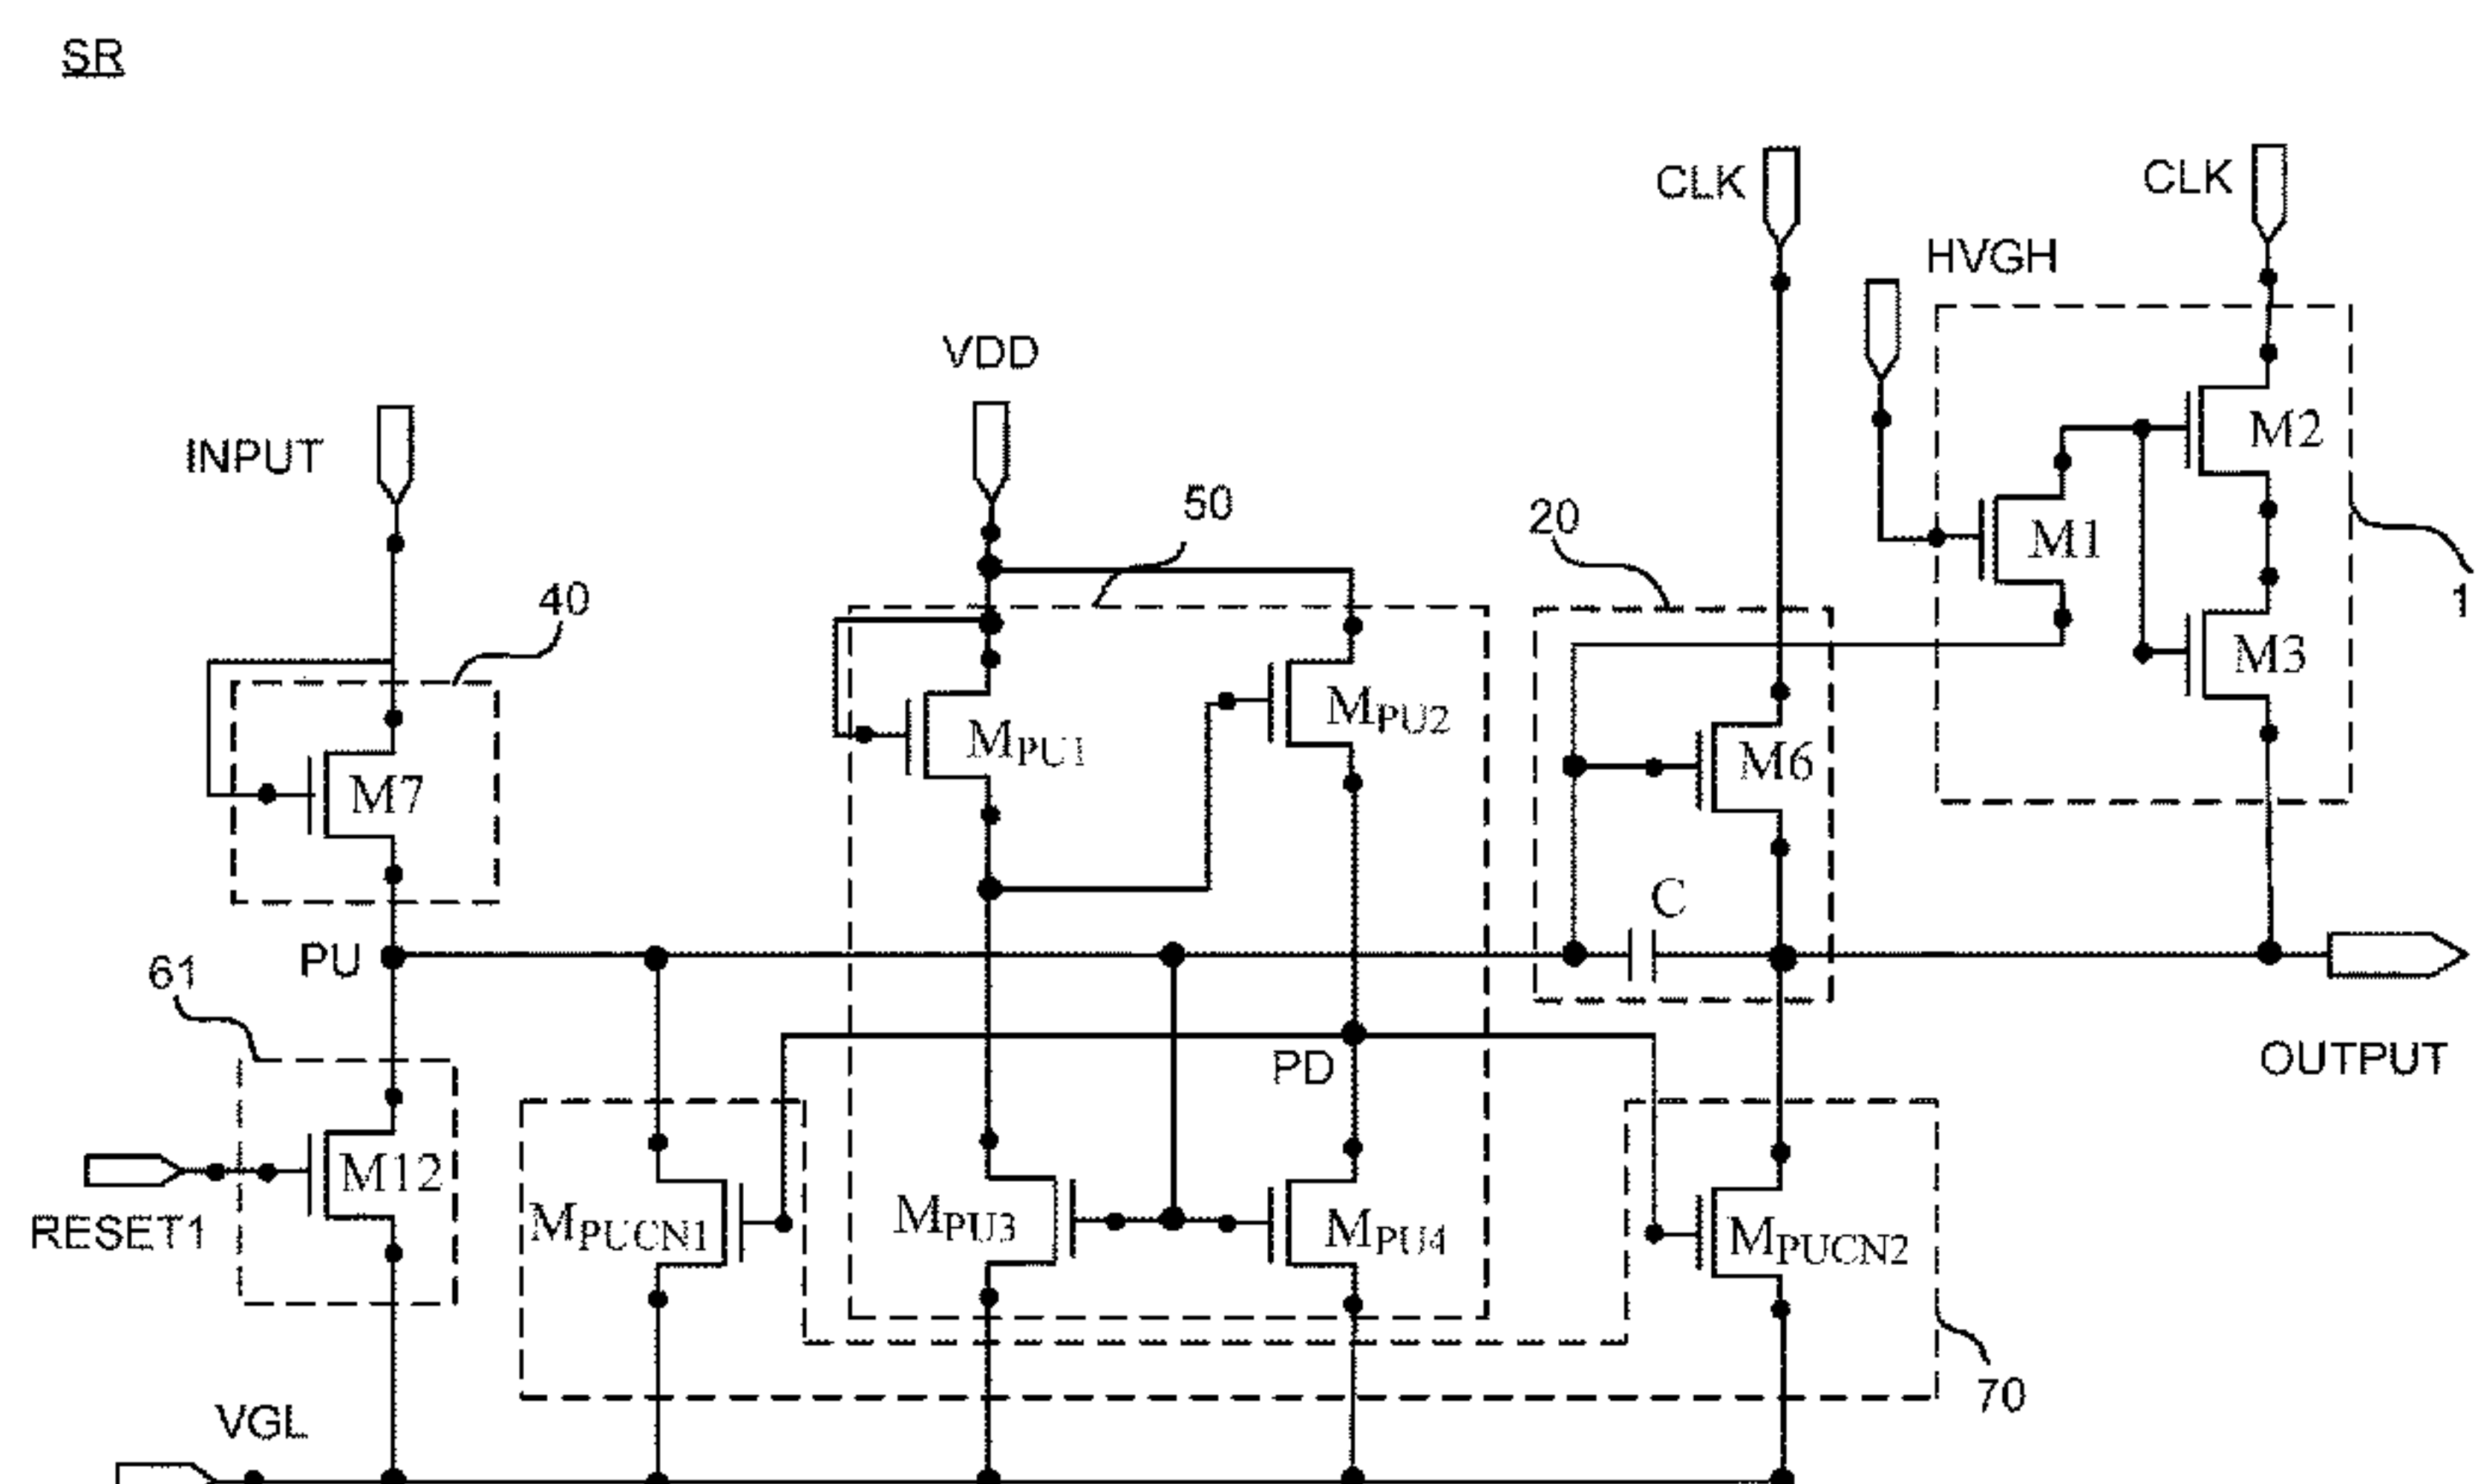 SR
CLK
CLK
HVGH
VDD
INPUT
M2
50
20
M1
40
1
M3
MPU2
MPU1
M6
M7
C
PU
61
PD
OUTPUT
M12
MPUCN1
MPU3
MPU4
MPUCN2
RESET1
70
VGL